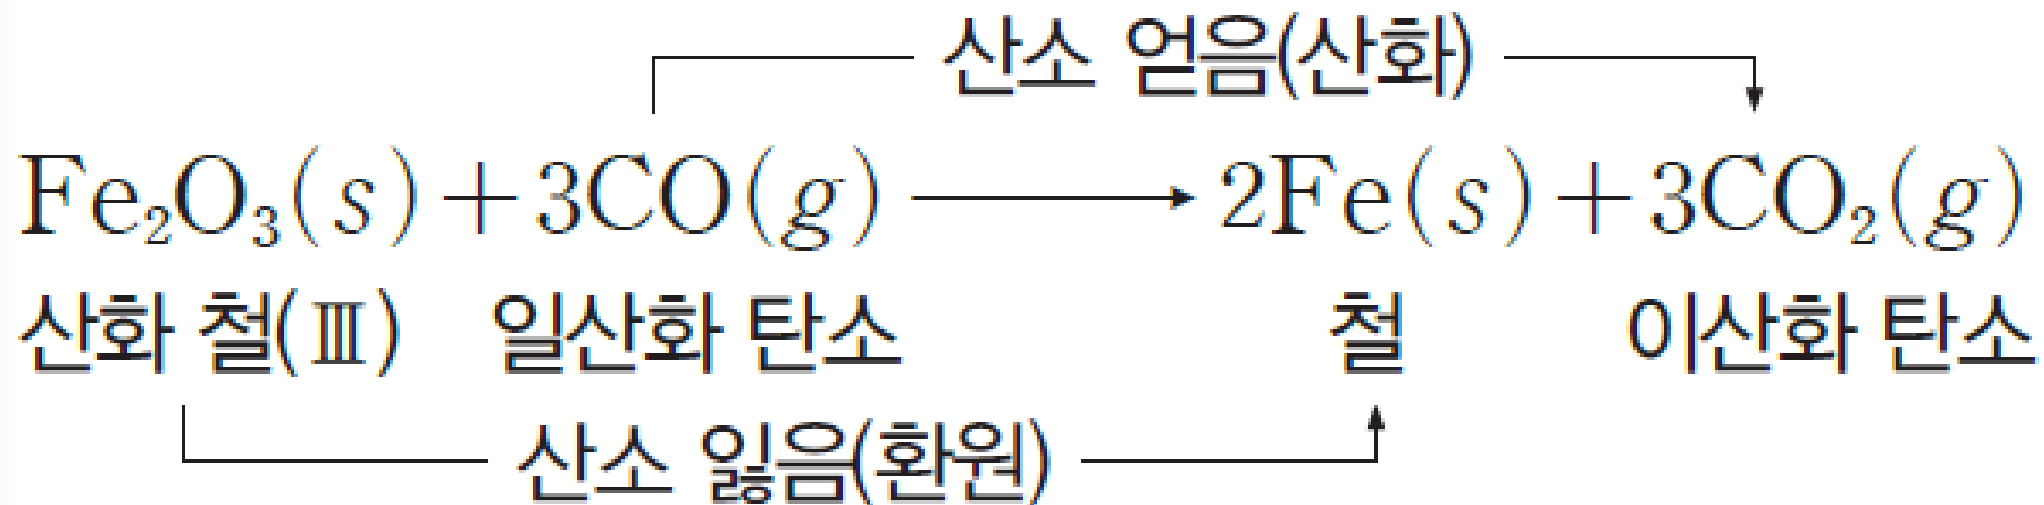 산소 얻음(산화)
Fe₂O₃(s)+3CO(g) ⟶ 2Fe(s)+3CO₂(g)
산화 철(Ⅲ) 일산화 탄소 철 이산화 탄소
산소 잃음(환원)